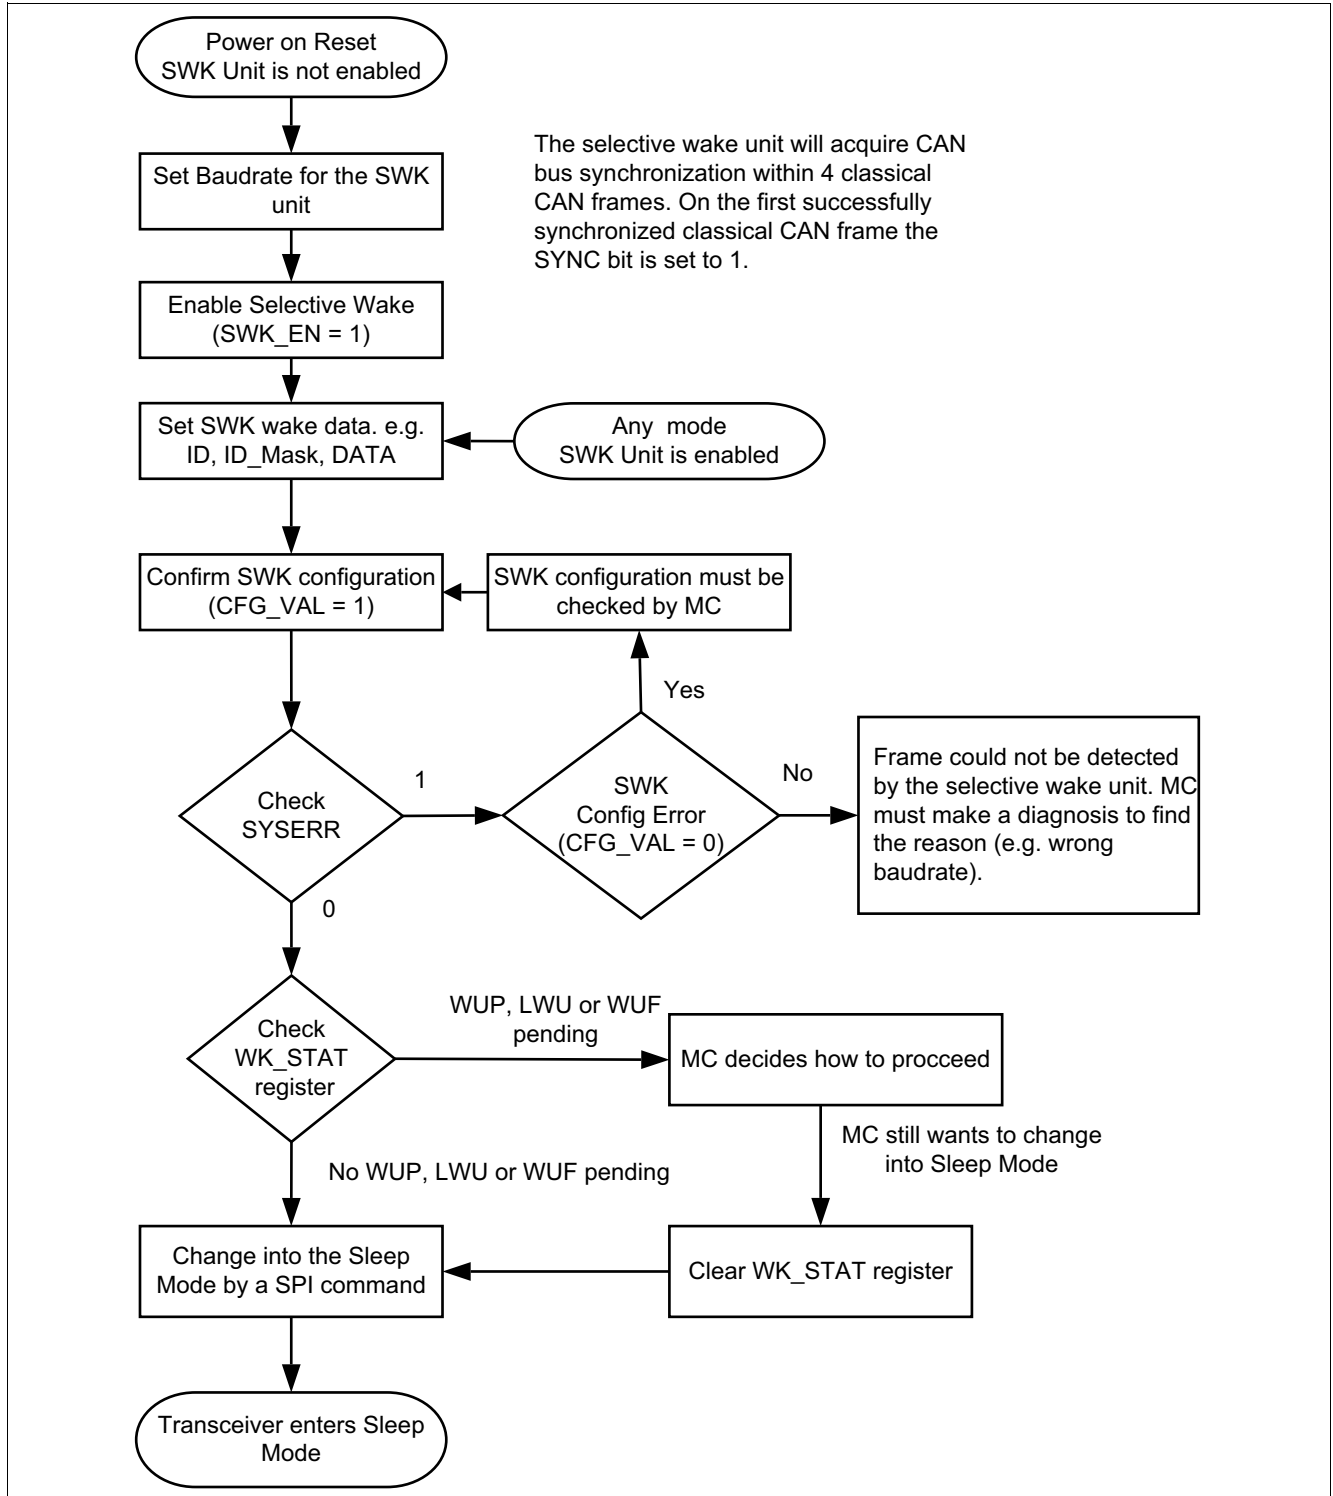 Power on Reset
SWK Unit is not enabled
Set Baudrate for the SWK
unit
The selective wake unit will acquire CAN
bus synchronization within 4 classical
CAN frames. On the first successfully
synchronized classical CAN frame the
SYNC bit is set to 1.
Enable Selective Wake
(SWK_EN = 1)
Set SWK wake data. e.g.
ID, ID_Mask, DATA
Any mode
SWK Unit is enabled
Confirm SWK configuration
(CFG_VAL = 1)
SWK configuration must be
checked by MC
Yes
Check
SYSERR
1
SWK
Config Error
(CFG_VAL = 0)
No
Frame could not be detected
by the selective wake unit. MC
must make a diagnosis to find
the reason (e.g. wrong
baudrate).
0
Check
WK_STAT
register
WUP, LWU or WUF
pending
MC decides how to procceed
MC still wants to change
into Sleep Mode
No WUP, LWU or WUF pending
Change into the Sleep
Mode by a SPI command
Clear WK_STAT register
Transceiver enters Sleep
Mode